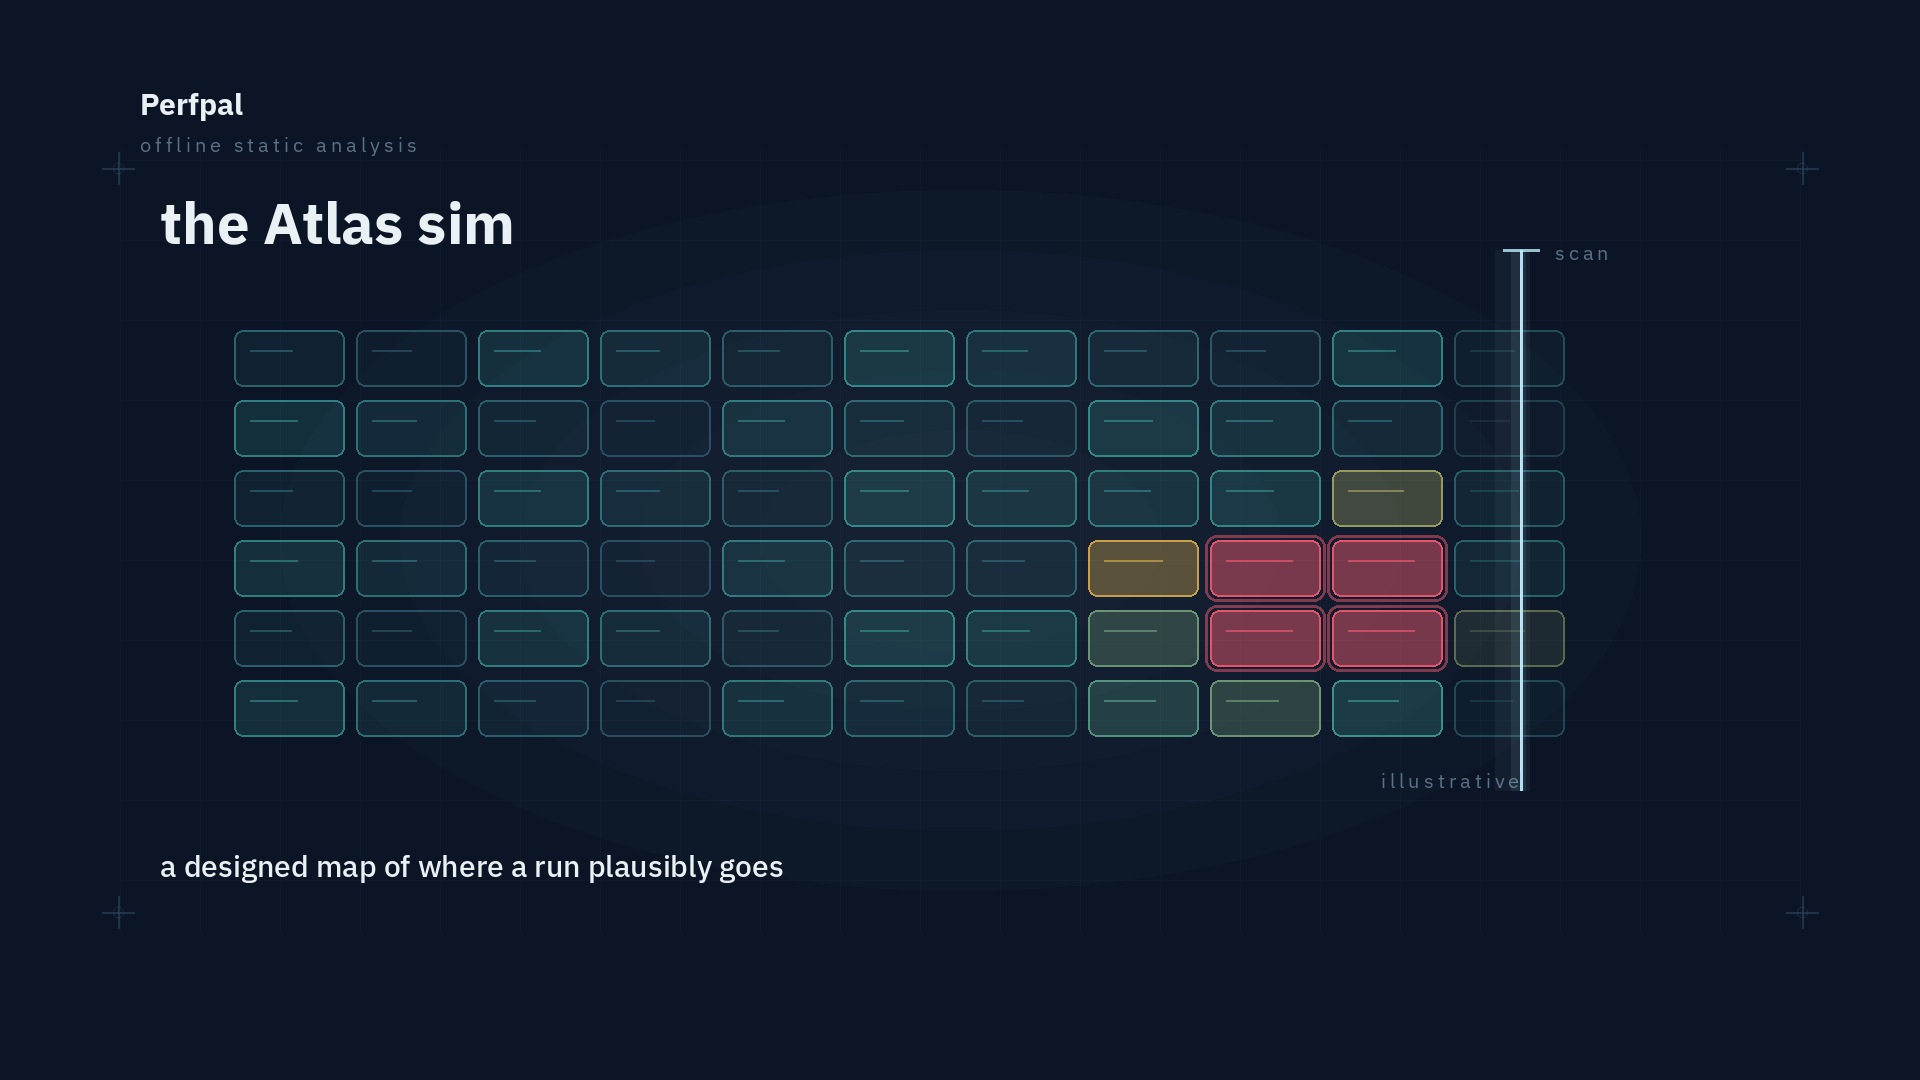 Perfpal
offline static analysis
the Atlas sim
scan
illustrative
a designed map of where a run plausibly goes